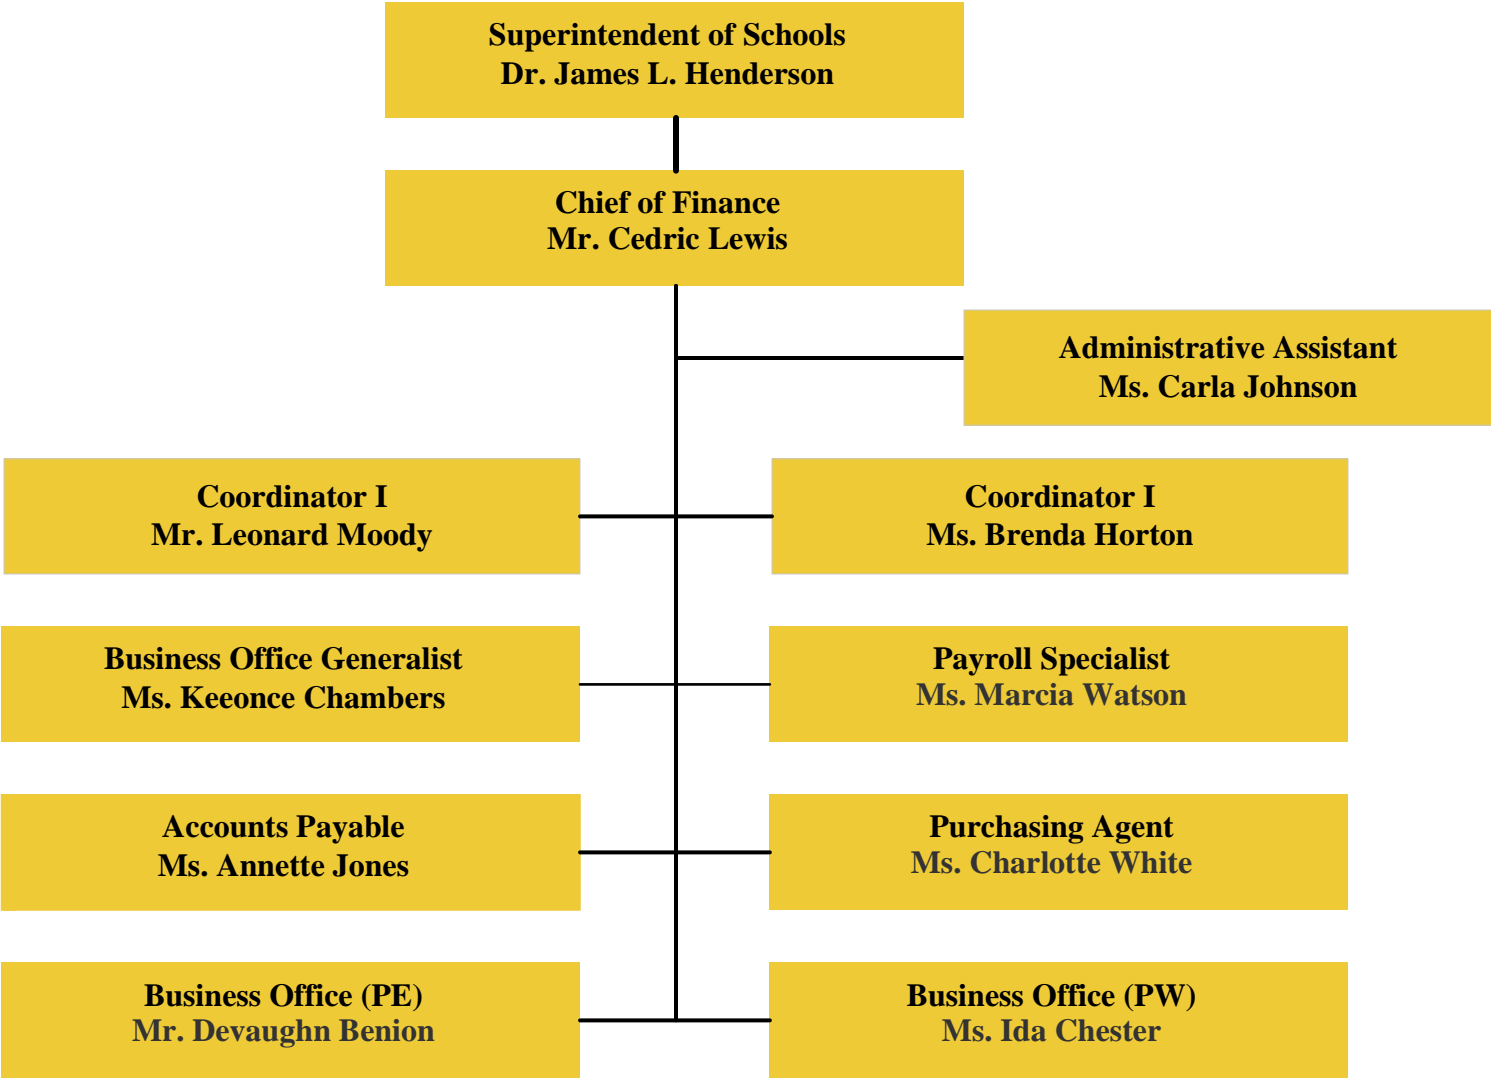 Superintendent of Schools
Dr. James L. Henderson
Chief of Finance
Mr. Cedric Lewis
Administrative Assistant
Ms. Carla Johnson
Coordinator I
Mr. Leonard Moody
Coordinator I
Ms. Brenda Horton
Business Office Generalist
Ms. Keeonce Chambers
Payroll Specialist
Ms. Marcia Watson
Accounts Payable
Ms. Annette Jones
Purchasing Agent
Ms. Charlotte White
Business Office (PE)
Mr. Devaughn Benion
Business Office (PW)
Ms. Ida Chester